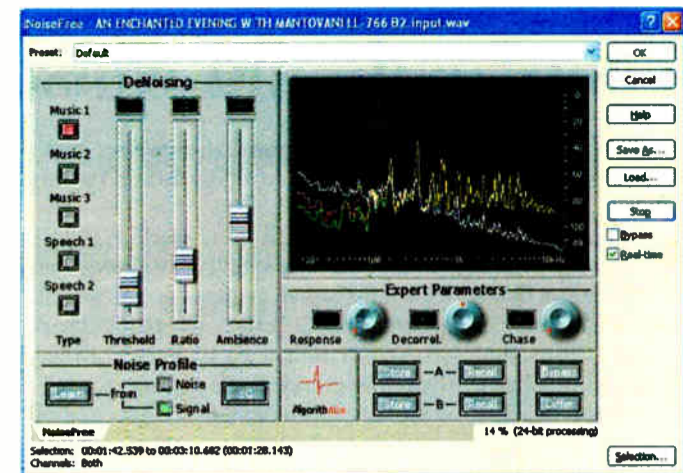 NoiseFree - AN ENCHANTED EVENING WITH MANTOVANI LL-766 B2.input.wav
Preset: Default
OK
Cancel
Help
Save As...
Load...
Stop
Bypass
Real-time
DeNoising
Music 1
Music 2
Music 3
Speech 1
Speech 2
Type Threshold Ratio Ambience
Expert Parameters
Response Decorrel. Chase
Noise Profile
Learn From Noise
Signal
AlgorithMix
Store A Recall
Store B Recall
Bypass
Differ
NoiseFree
14 % (24-bit processing)
Selection: 00:01:42.539 to 00:03:10.682 (00:01:28.143)
Channels: Both
Selection...